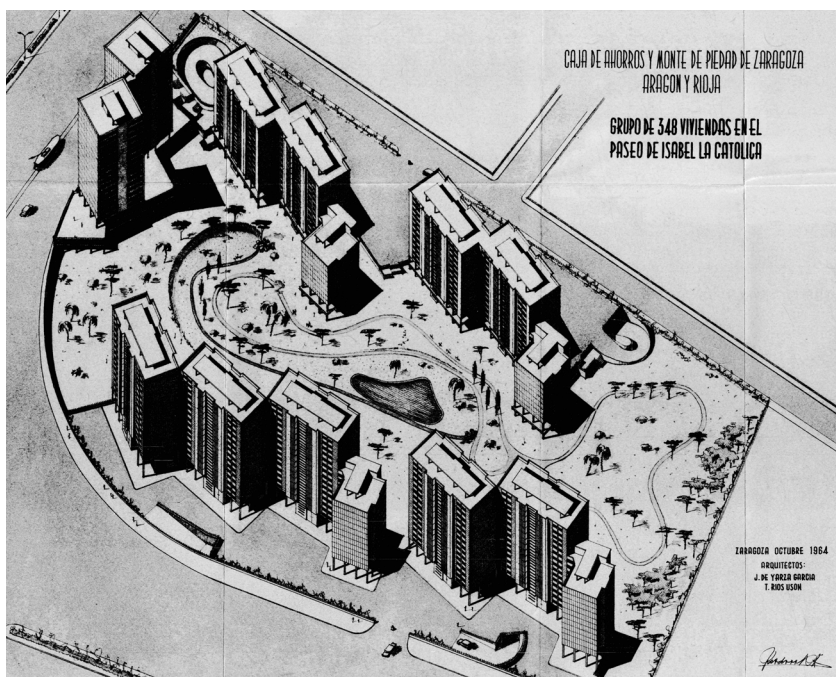 CAJA DE AHORROS Y MONTE DE PIEDAD DE ZARAGOZA
ARAGON Y RIOJA
GRUPO DE 348 VIVIENDAS EN EL
PASEO DE ISABEL LA CATOLICA
ZARAGOZA OCTUBRE 1964
ARQUITECTOS:
J. DE YARZA GARCIA
T. RIOS USON